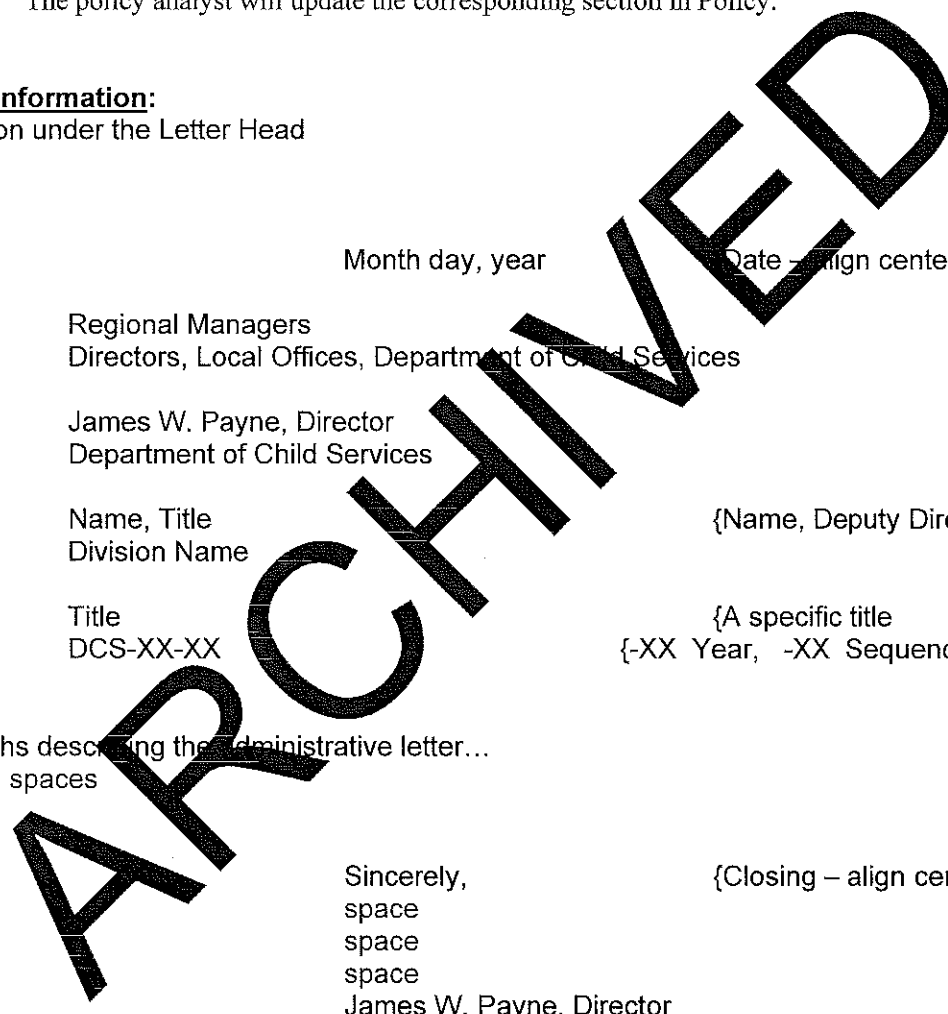 The policy analyst will update the corresponding section in Policy.
nformation:
on under the Letter Head
Month day, year Date – align cente
Regional Managers
Directors, Local Offices, Department of Child Services
James W. Payne, Director
Department of Child Services
Name, Title {Name, Deputy Dire
Division Name
Title {A specific title
DCS-XX-XX {-XX Year, -XX Sequenc
hs describing the administrative letter...
spaces
Sincerely, {Closing – align cen
space
space
space
James W. Payne, Director
ARCHIVED